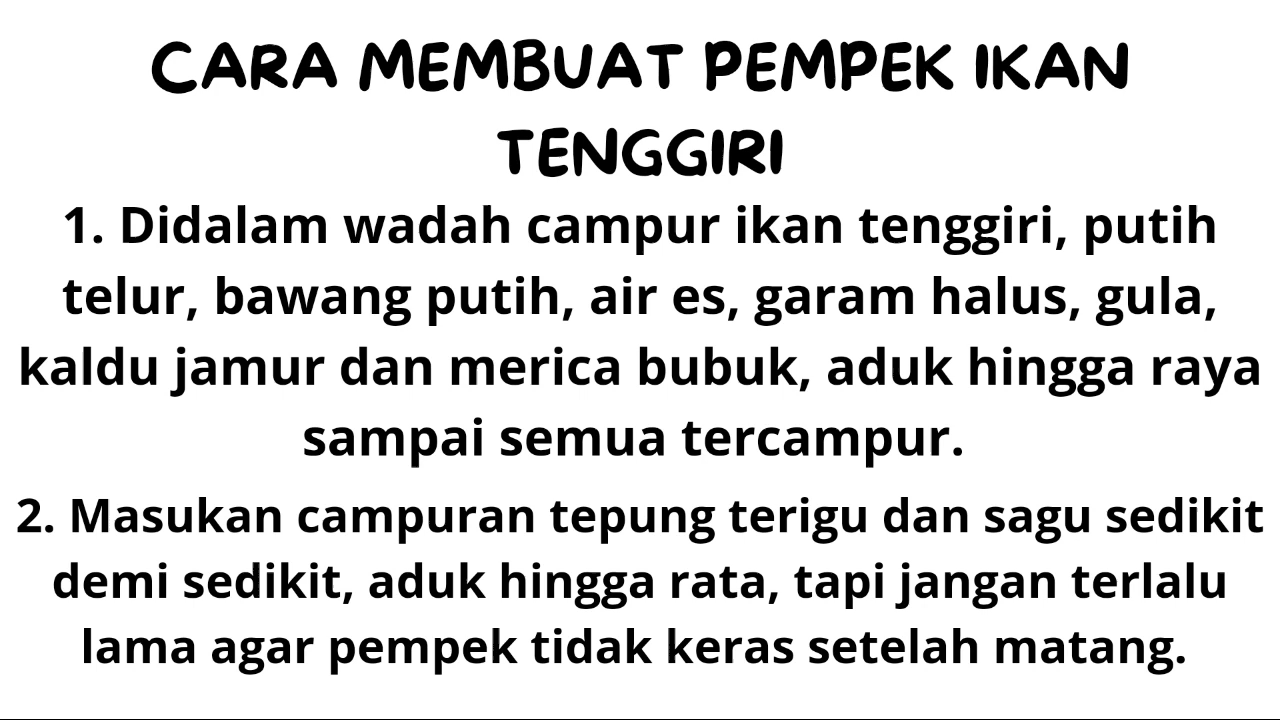 CARA MEMBUAT PEMPEK IKAN
TENGGIRI
1. Didalam wadah campur ikan tenggiri, putih
telur, bawang putih, air es, garam halus, gula,
kaldu jamur dan merica bubuk, aduk hingga raya
sampai semua tercampur.
2. Masukan campuran tepung terigu dan sagu sedikit
demi sedikit, aduk hingga rata, tapi jangan terlalu
lama agar pempek tidak keras setelah matang.